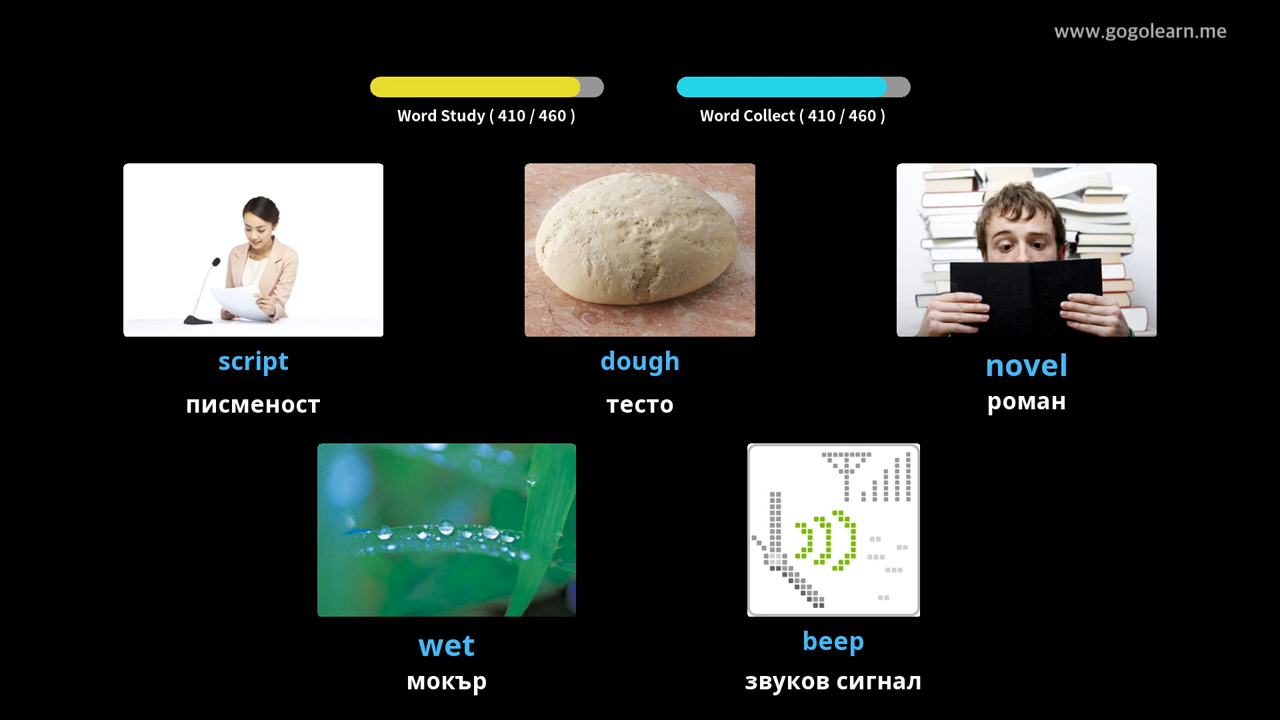 www.gogolearn.me
Word Study ( 410 / 460 )
Word Collect ( 410 / 460 )
script
писменост
dough
тесто
novel
роман
wet
мокър
beep
звуков сигнал